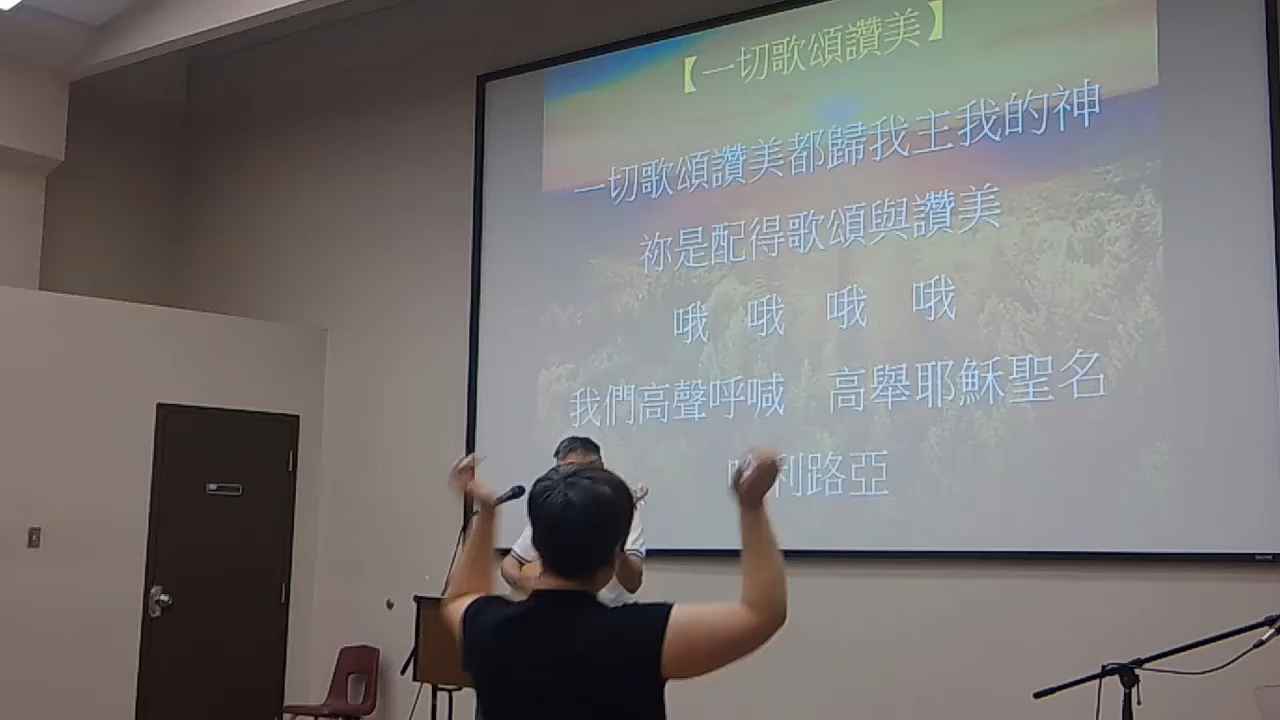 【一切歌頌讚美】
一切歌頌讚美都歸我主我的神
祢是配得歌頌與讚美
哦　哦　哦　哦
我們高聲呼喊　高舉耶穌聖名
哈利路亞